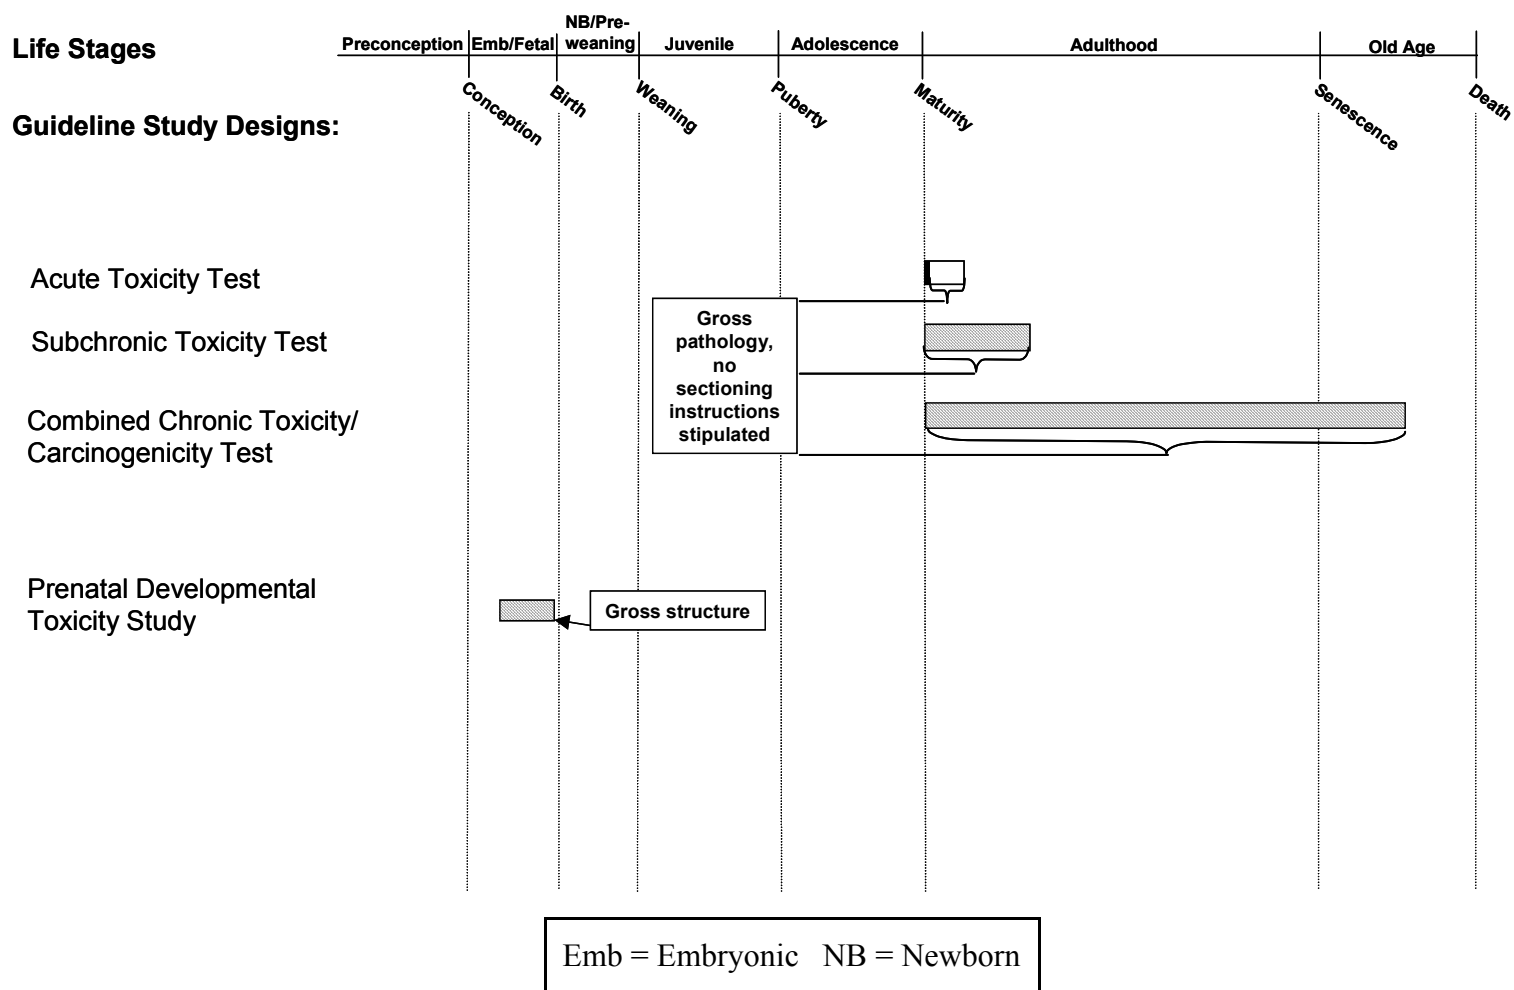 Life Stages
Preconception
Emb/Fetal
NB/Pre-
weaning
Juvenile
Adolescence
Adulthood
Old Age
Conception
Birth
Weaning
Puberty
Maturity
Senescence
Death
Guideline Study Designs:
Acute Toxicity Test
Subchronic Toxicity Test
Combined Chronic Toxicity/
Carcinogenicity Test
Gross
pathology,
no
sectioning
instructions
stipulated
Prenatal Developmental
Toxicity Study
Gross structure
Emb = Embryonic NB = Newborn